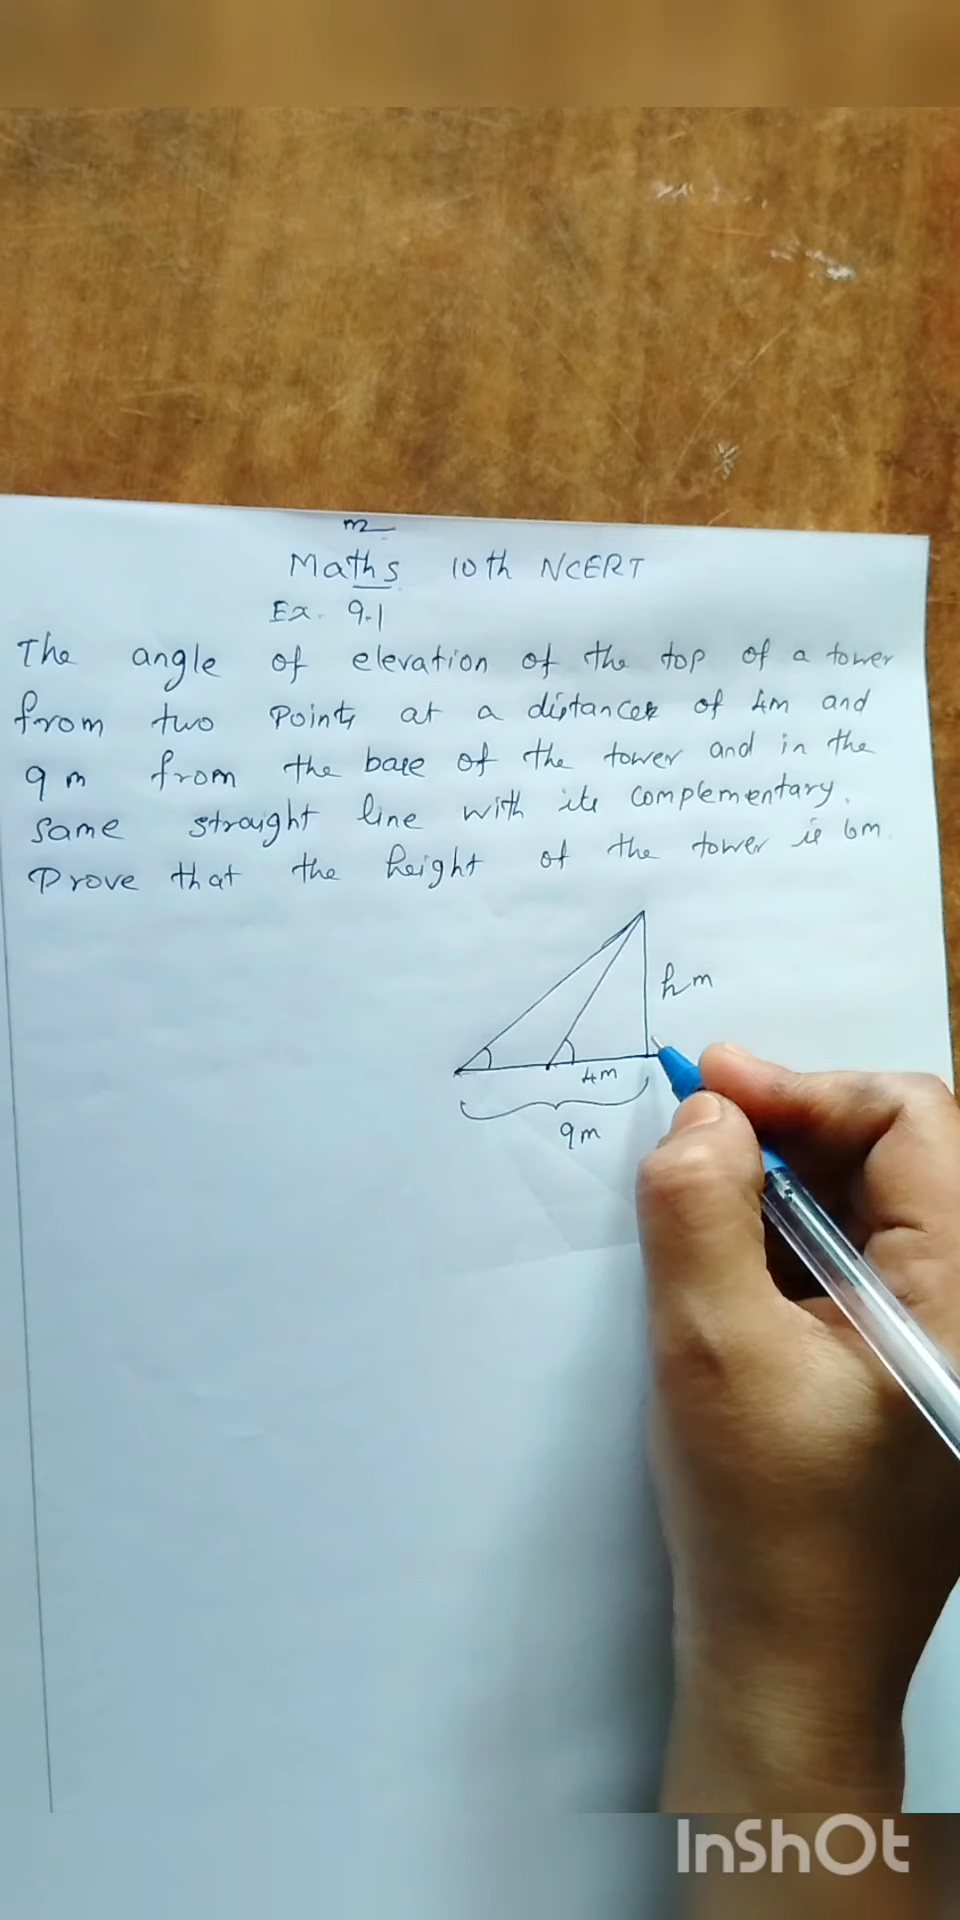 m
Maths 10th NCERT
Ex. 9.1
The angle of elevation of the top of a tower
from two points at a distances of 4m and
9 m from the base of the tower and in the
same straight line with its complementary.
Prove that the height of the tower is 6m
h m
4m
9m
InShOt